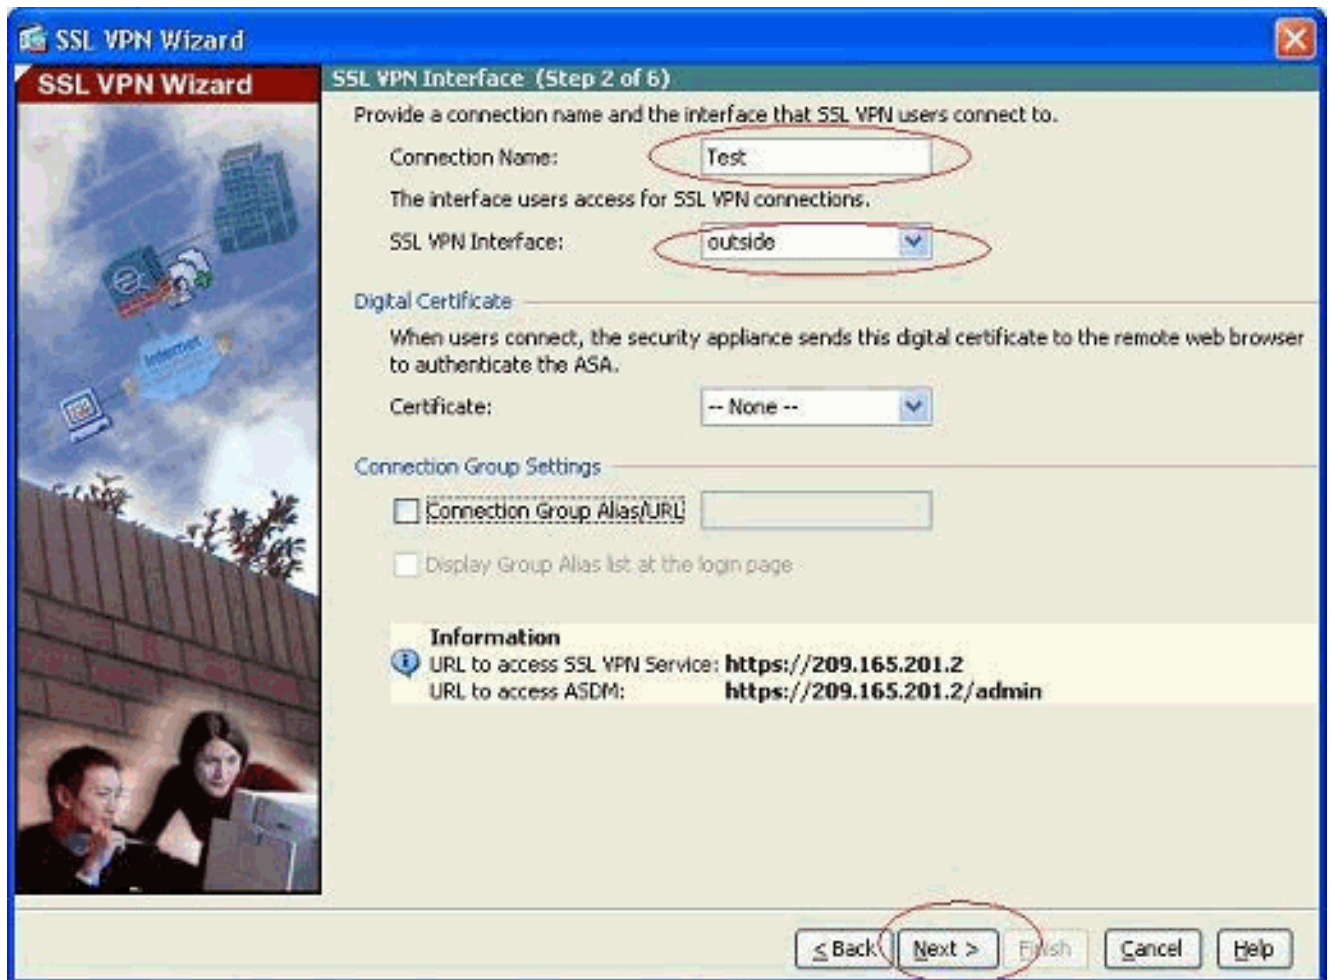 SSL VPN Wizard
SSL VPN Wizard
Internet
SSL VPN Interface (Step 2 of 6)
Provide a connection name and the interface that SSL VPN users connect to.
Connection Name: Test
The interface users access for SSL VPN connections.
SSL VPN Interface: outside
Digital Certificate
When users connect, the security appliance sends this digital certificate to the remote web browser
to authenticate the ASA.
Certificate: -- None --
Connection Group Settings
Connection Group Alias/URL
Display Group Alias list at the login page
Information
URL to access SSL VPN Service: https://209.165.201.2
URL to access ASDM: https://209.165.201.2/admin
< Back Next > Finish Cancel Help